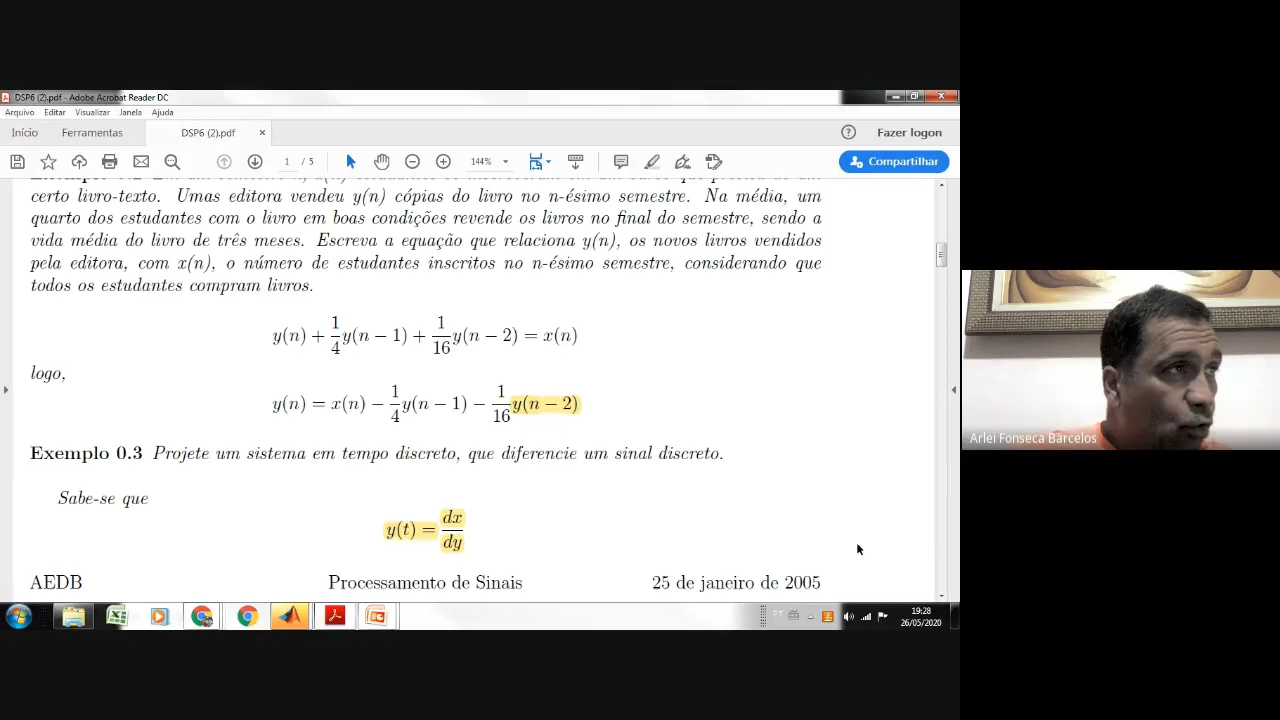 DSP6 (2).pdf - Adobe Acrobat Reader DC
Arquivo Editar Visualizar Janela Ajuda
Início Ferramentas DSP6 (2).pdf × Fazer logon
1 / 5 144% Compartilhar
certo livro-texto. Umas editora vendeu y(n) cópias do livro no n-ésimo semestre. Na média, um
quarto dos estudantes com o livro em boas condições revende os livros no final do semestre, sendo a
vida média do livro de três meses. Escreva a equação que relaciona y(n), os novos livros vendidos
pela editora, com x(n), o número de estudantes inscritos no n-ésimo semestre, considerando que
todos os estudantes compram livros.
y(n) + 1/4 y(n − 1) + 1/16 y(n − 2) = x(n)
logo,
y(n) = x(n) − 1/4 y(n − 1) − 1/16 y(n − 2)
Exemplo 0.3 Projete um sistema em tempo discreto, que diferencie um sinal discreto.
Sabe-se que
y(t) = dx/dy
AEDB Processamento de Sinais 25 de janeiro de 2005
PT 19:28
26/05/2020
Arlei Fonseca Barcelos